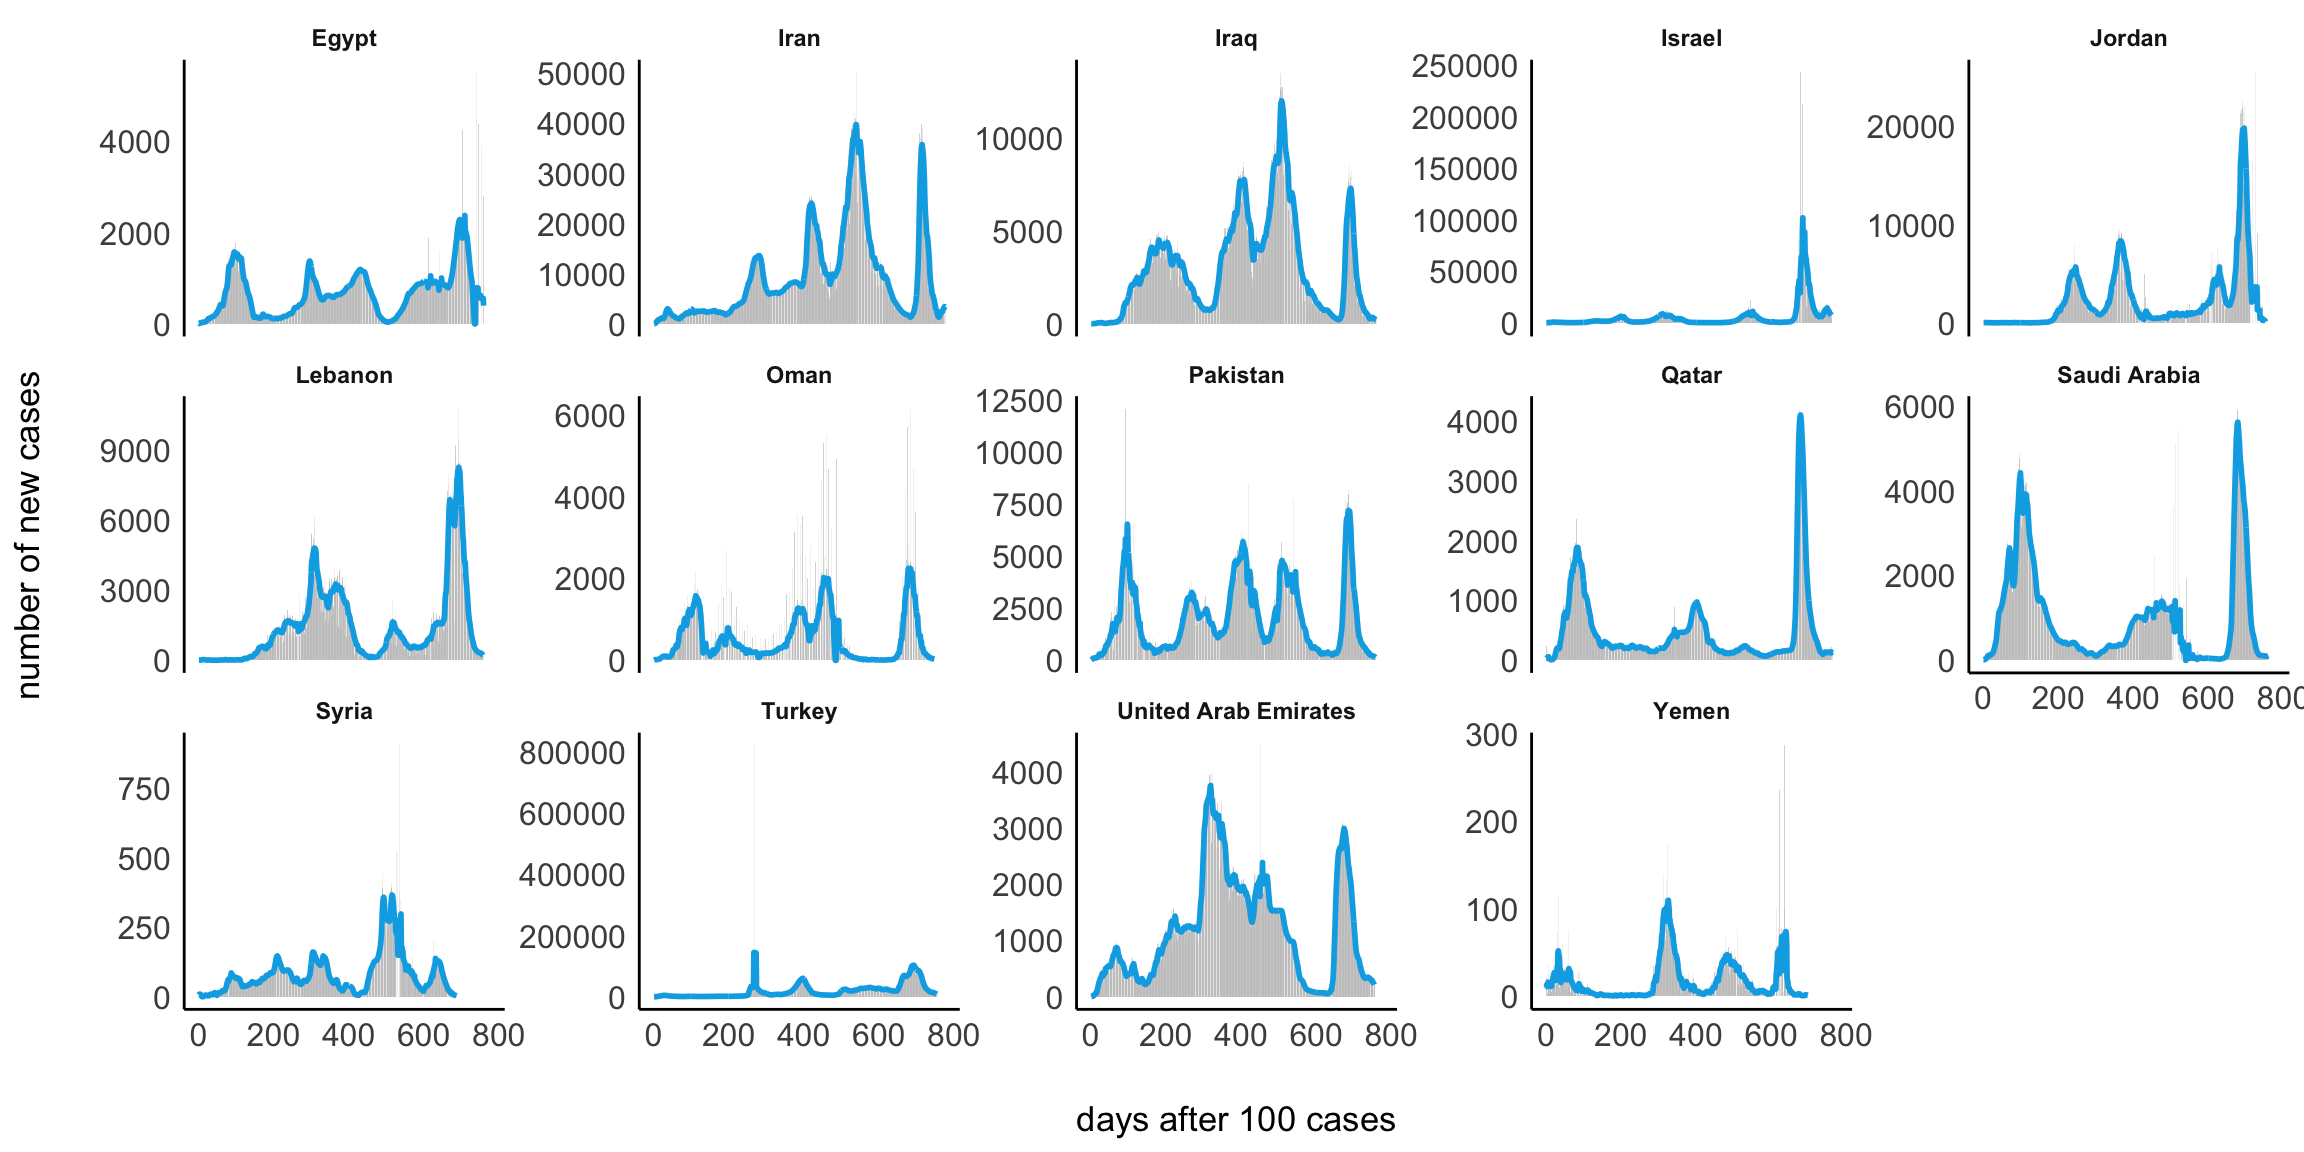 Egypt
Iran
Iraq
Israel
Jordan
4000
2000
0
50000
40000
30000
20000
10000
0
10000
5000
0
250000
200000
150000
100000
50000
0
20000
10000
0
Lebanon
Oman
Pakistan
Qatar
Saudi Arabia
9000
6000
3000
0
6000
4000
2000
0
12500
10000
7500
5000
2500
0
4000
3000
2000
1000
0
6000
4000
2000
0
0 200 400 600 800
Syria
Turkey
United Arab Emirates
Yemen
750
500
250
0
800000
600000
400000
200000
0
4000
3000
2000
1000
0
300
200
100
0
0 200 400 600 800
0 200 400 600 800
0 200 400 600 800
0 200 400 600 800
number of new cases
days after 100 cases